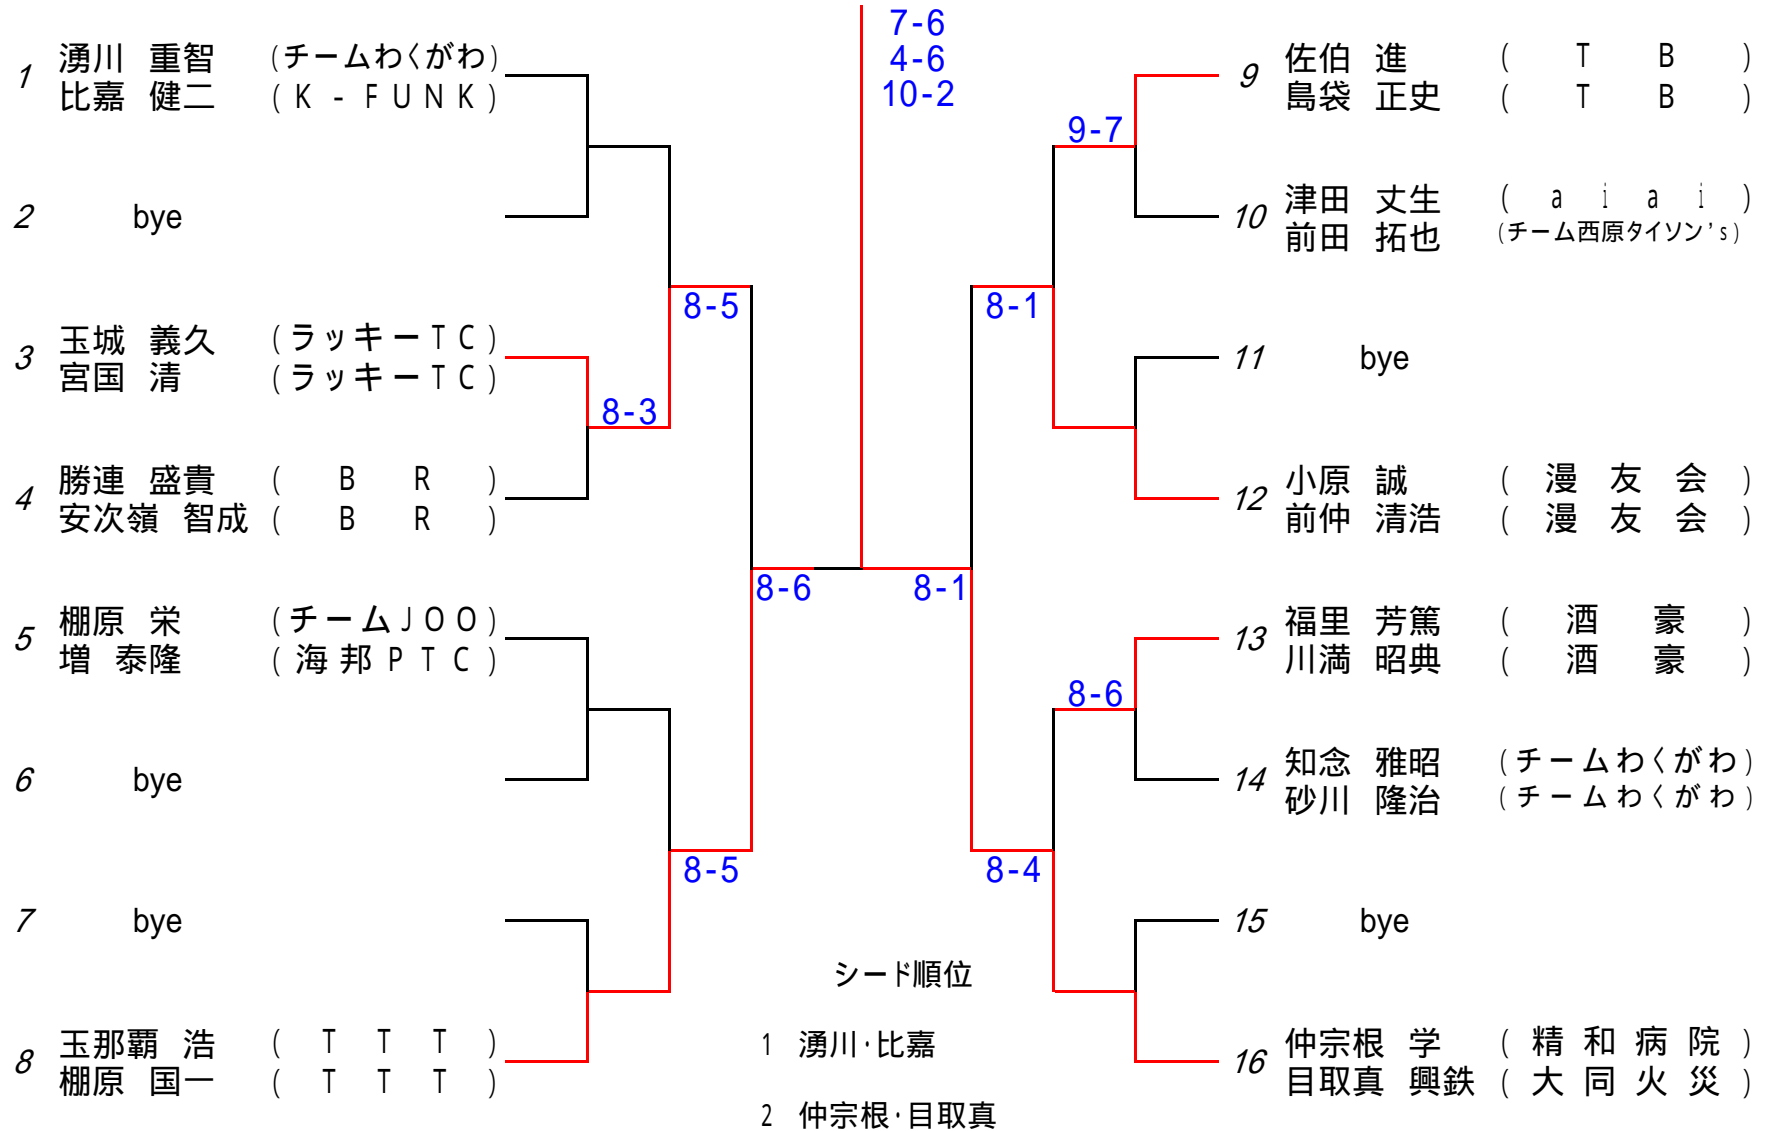 7-6
4-6
10-2
1 湧川 重智 (チームわくがわ)
比嘉 健二 (K-FUNK)
2 bye
8-5
3 玉城 義久 (ラッキーTC)
宮国 清 (ラッキーTC)
8-3
4 勝連 盛貴 (BR)
安次嶺 智成 (BR)
8-6
5 棚原 栄 (チームJOO)
増 泰隆 (海邦PTC)
6 bye
8-5
7 bye
8 玉那覇 浩 (TTT)
棚原 国一 (TTT)
9 佐伯 進 (TB)
島袋 正史 (TB)
9-7
10 津田 丈生 (aiai)
前田 拓也 (チーム西原タイソン's)
8-1
11 bye
12 小原 誠 (漫友会)
前仲 清浩 (漫友会)
8-1
13 福里 芳篤 (酒豪)
川満 昭典 (酒豪)
8-6
14 知念 雅昭 (チームわくがわ)
砂川 隆治 (チームわくがわ)
8-4
15 bye
16 仲宗根 学 (精和病院)
目取真 興鉄 (大同火災)
シード順位
1 湧川・比嘉
2 仲宗根・目取真